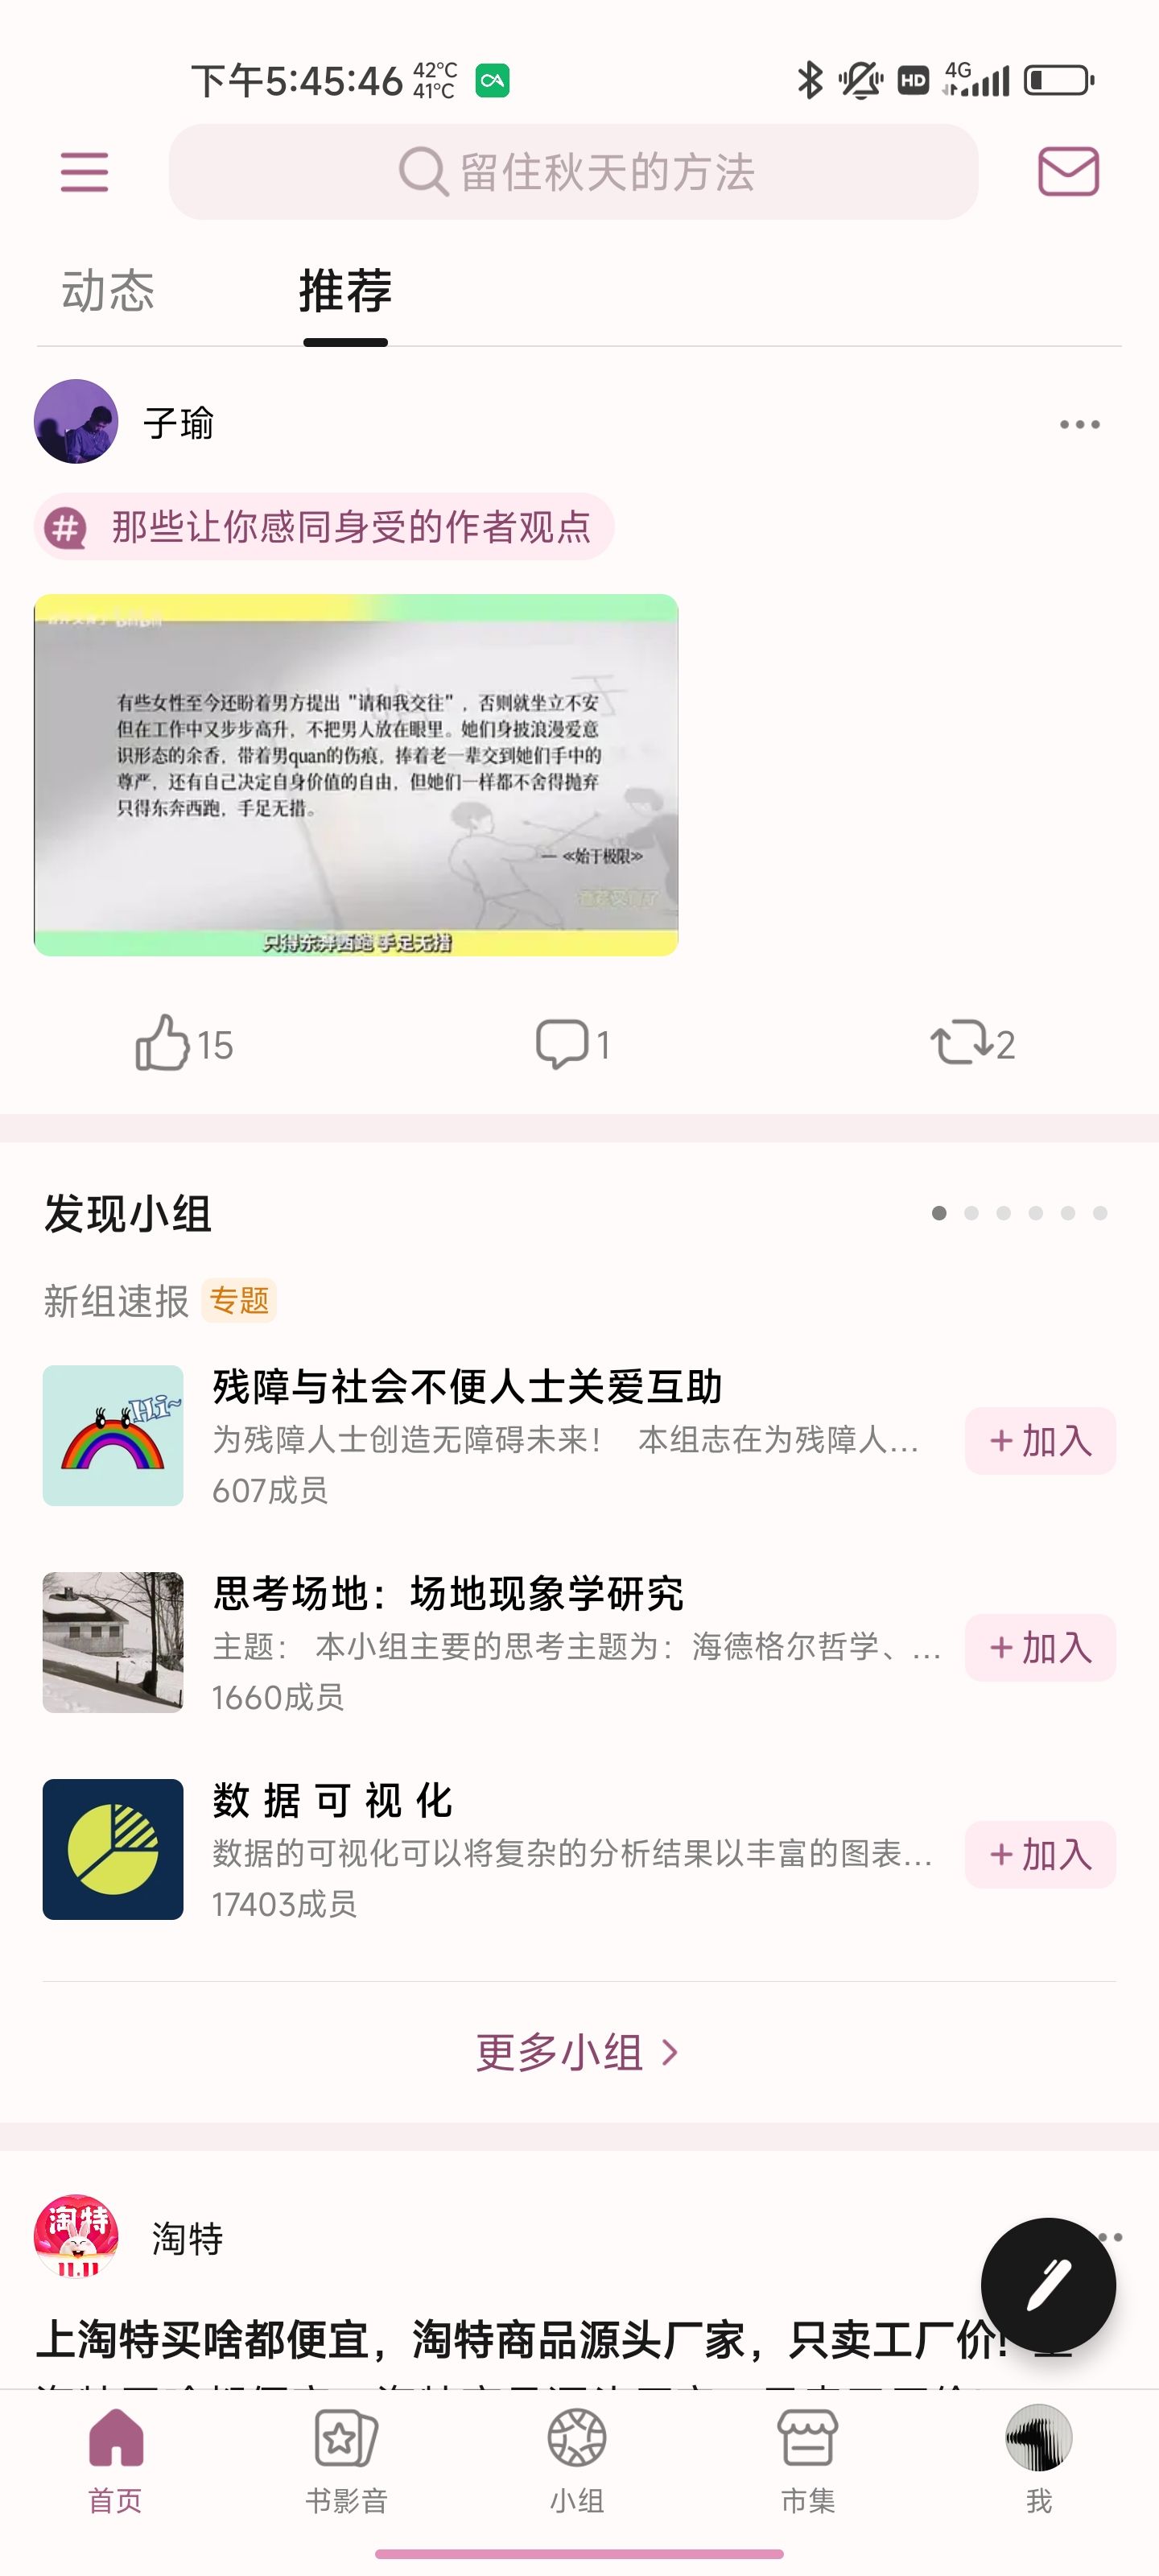 下午5:45:46 42°C 41°C HD 4G
留住秋天的方法
动态 推荐
子瑜
# 那些让你感同身受的作者观点
有些女性至今还盼着男方提出“请和我交往”，否则就坐立不安
但在工作中又步步高升，不把男人放在眼里。她们身披浪漫爱意
识形态的余香，带着男quan的伤痕，捧着老一辈交到她们手中的
尊严，还有自己决定自身价值的自由，但她们一样都不舍得抛弃
只得东奔西跑，手足无措。
— ≪始于极限≫
只得东奔西跑 手足无措
15 1 2
发现小组
新组速报 专题
Hi~
残障与社会不便人士关爱互助
为残障人士创造无障碍未来！ 本组志在为残障人...
+ 加入
607成员
思考场地：场地现象学研究
主题： 本小组主要的思考主题为：海德格尔哲学、...
+ 加入
1660成员
数 据 可 视 化
数据的可视化可以将复杂的分析结果以丰富的图表...
+ 加入
17403成员
更多小组 >
淘特
淘特
上淘特买啥都便宜，淘特商品源头厂家，只卖工厂价!
首页 书影音 小组 市集 我